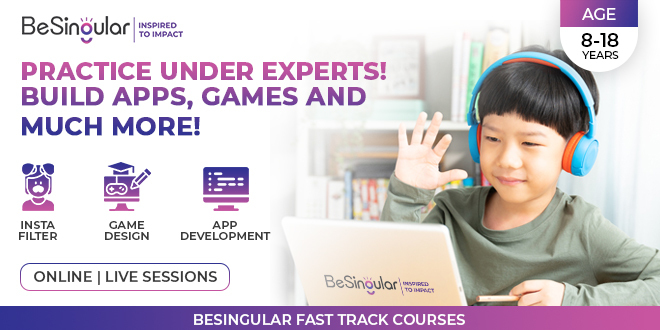 BeSingular
INSPIRED
TO IMPACT
AGE
8-18
YEARS
PRACTICE UNDER EXPERTS!
BUILD APPS, GAMES AND
MUCH MORE!
INSTA
FILTER
GAME
DESIGN
APP
DEVELOPMENT
ONLINE | LIVE SESSIONS
BeSingular
INSPIRED
TO IMPACT
BESINGULAR FAST TRACK COURSES